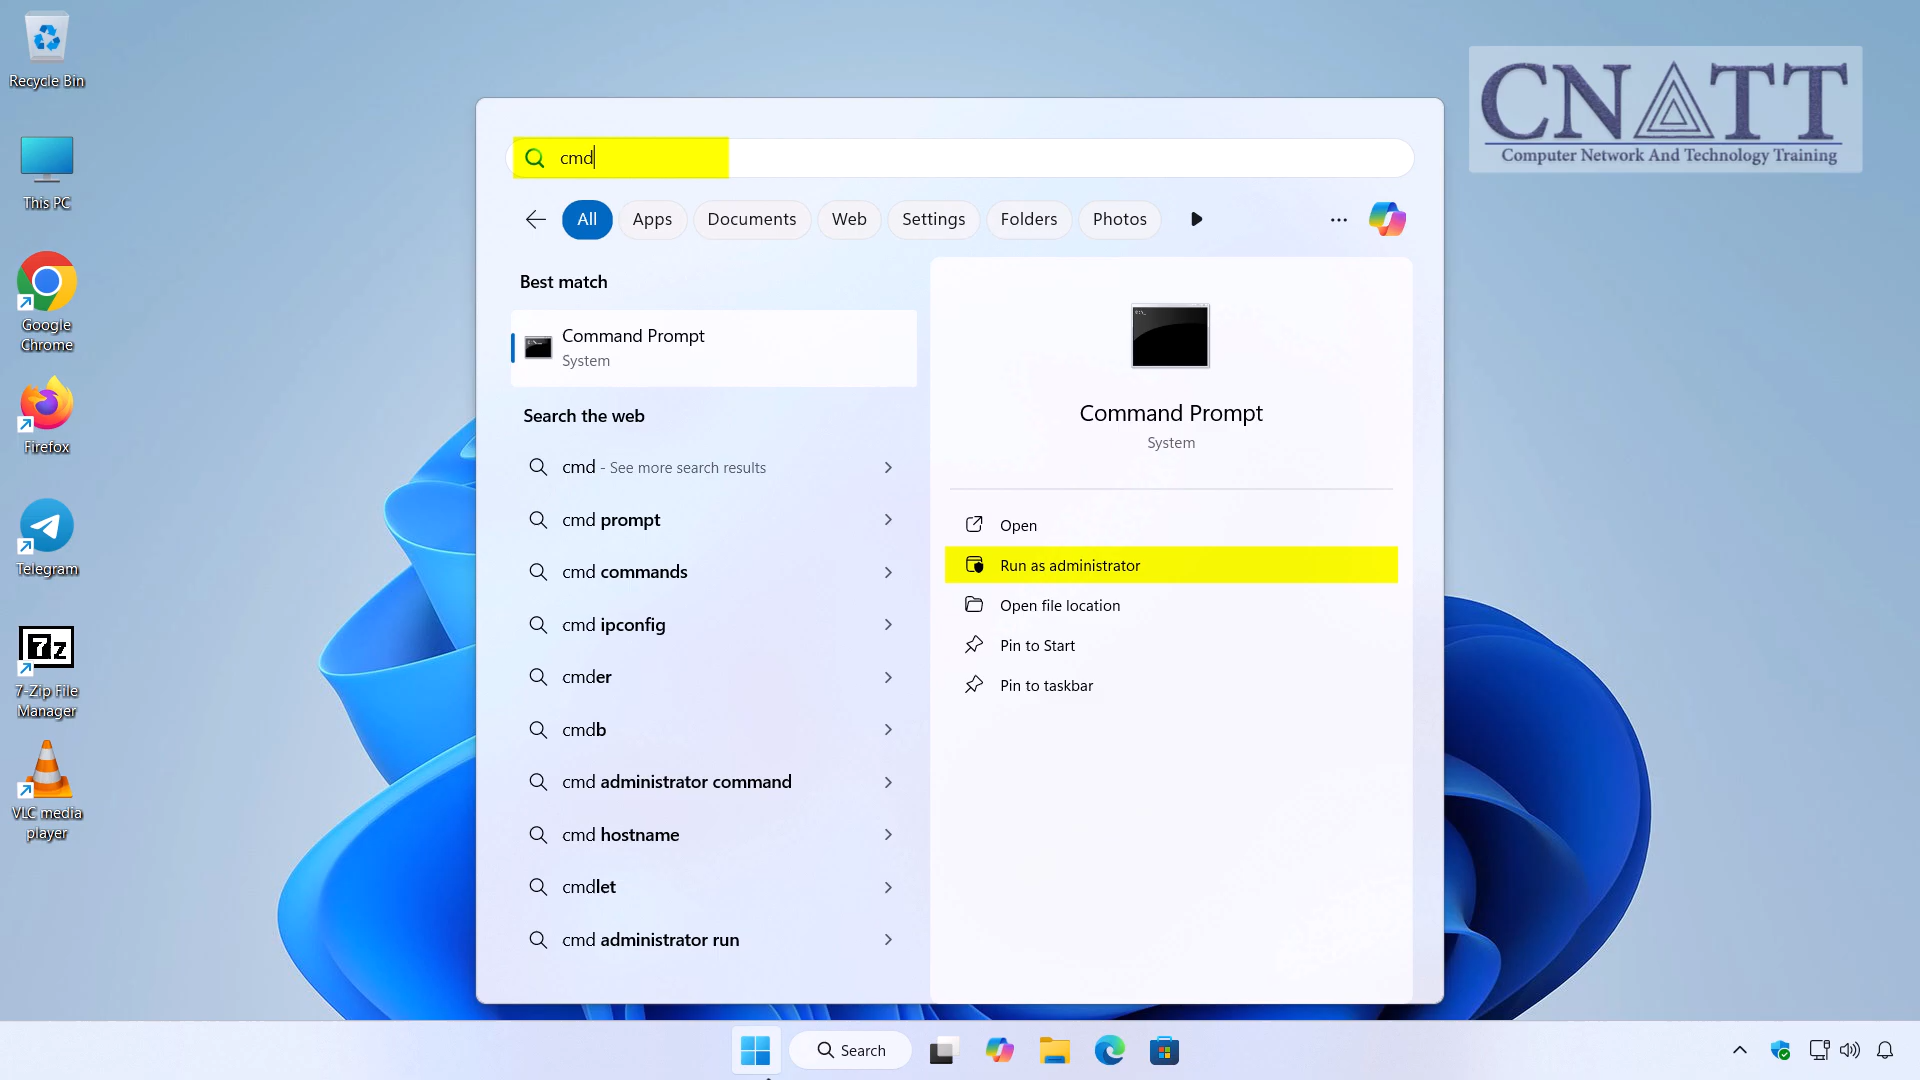 Recycle Bin
This PC
Google
Chrome
Firefox
Telegram
7-Zip File
Manager
VLC media
player
CNATT
Computer Network And Technology Training
cmd
All
Apps
Documents
Web
Settings
Folders
Photos
Best match
Command Prompt
System
Search the web
cmd - See more search results
cmd prompt
cmd commands
cmd ipconfig
cmder
cmdb
cmd administrator command
cmd hostname
cmdlet
cmd administrator run
Command Prompt
System
Open
Run as administrator
Open file location
Pin to Start
Pin to taskbar
Search